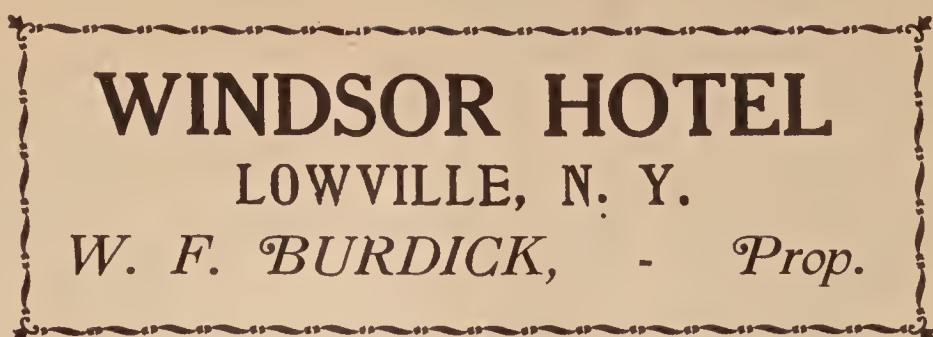 WINDSOR HOTEL
LOWVILLE, N. Y.
W. F. BURDICK, - Prop.